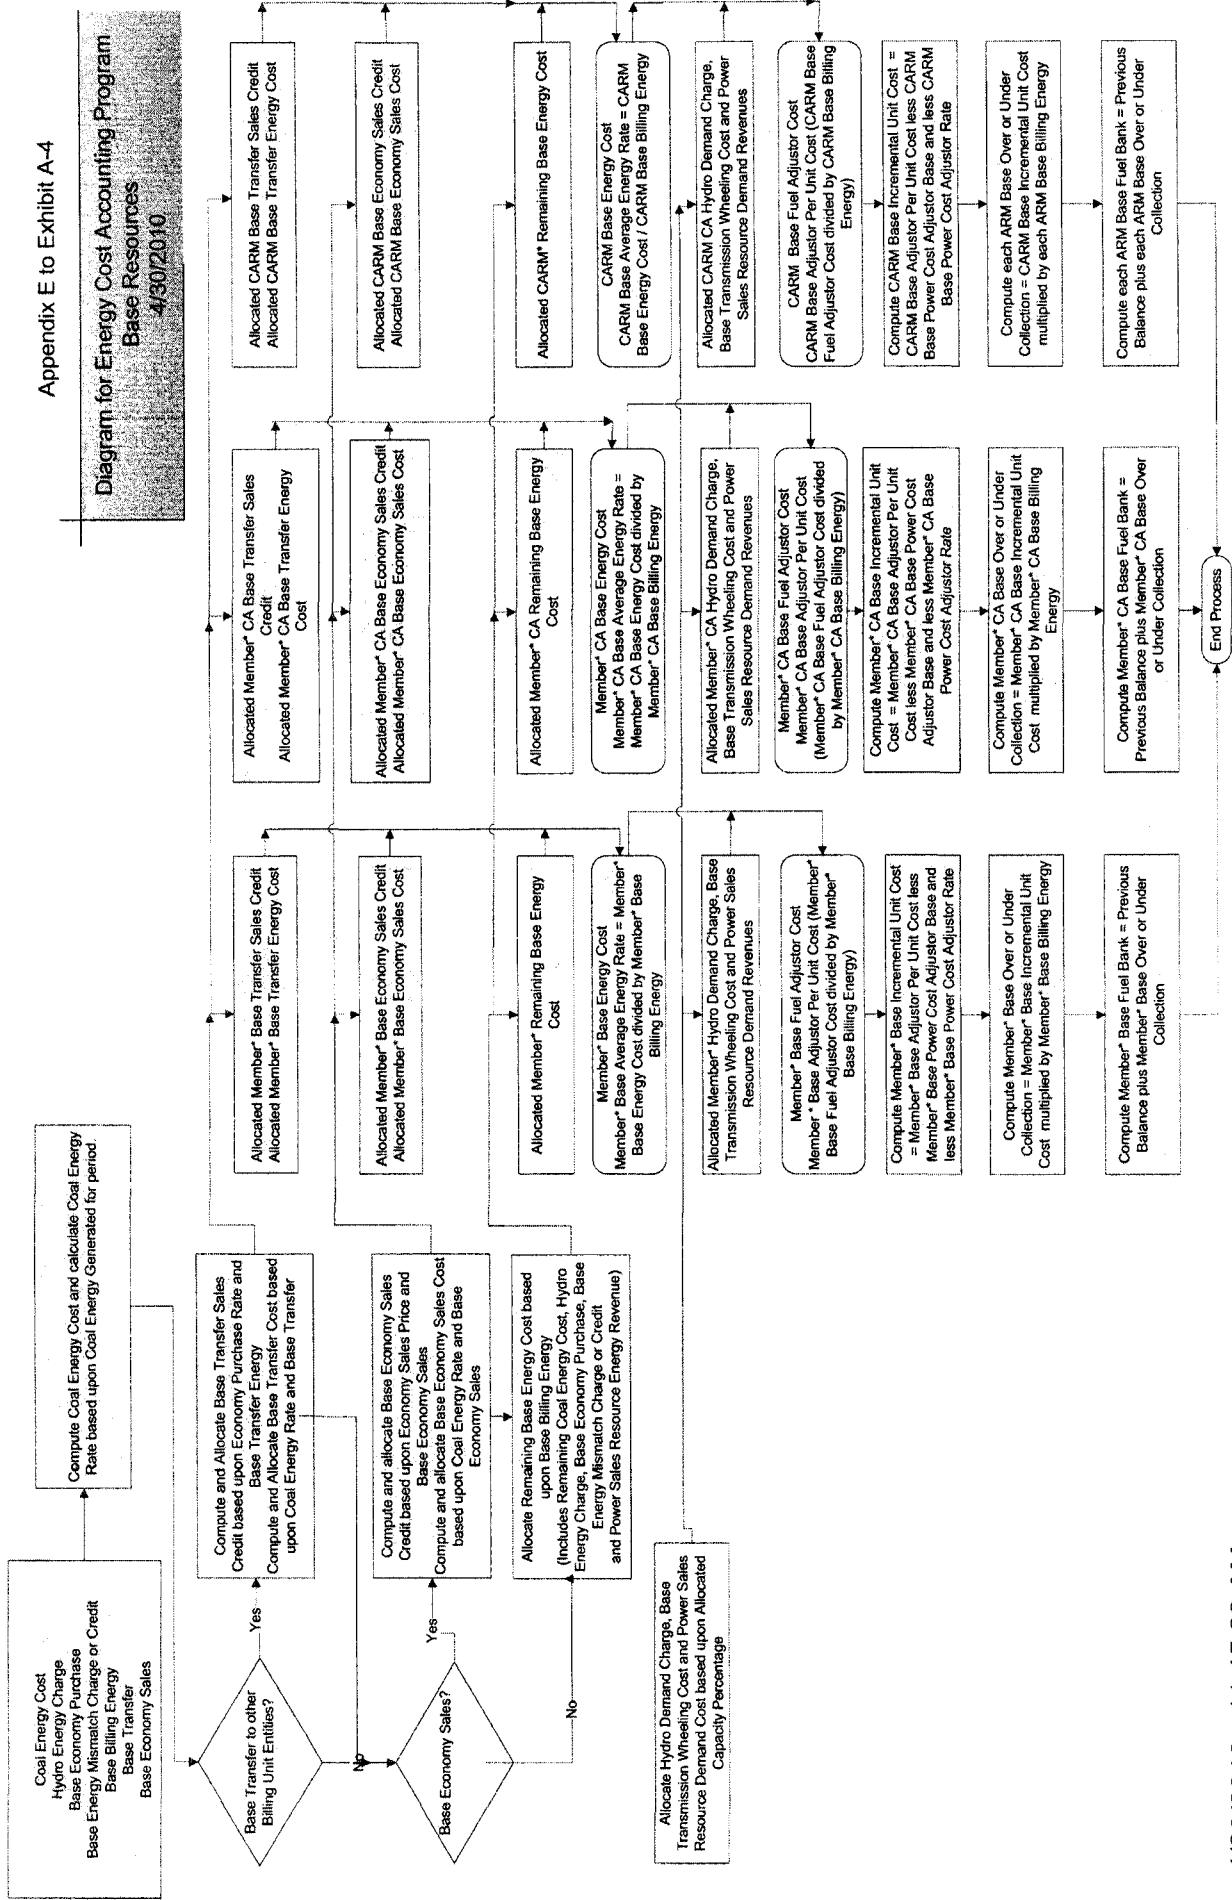 Appendix E to Exhibit A-4
Diagram for Energy Cost Accounting Program
Base Resources
4/30/2010
Coal Energy Cost
Hydro Energy Charge
Base Economy Purchase
Base Energy Mismatch Charge or Credit
Base Billing Energy
Base Transfer
Base Economy Sales
Compute Coal Energy Cost and calculate Coal Energy
Rate based upon Coal Energy Generated for period.
Base Transfer to other
Billing Unit Entities?
Yes
No
Compute and Allocate Base Transfer Sales
Credit based upon Economy Purchase Rate and
Base Transfer Energy
Compute and Allocate Base Transfer Cost based
upon Coal Energy Rate and Base Transfer
Base Economy Sales?
Yes
No
Compute and allocate Base Economy Sales
Credit based upon Economy Sales Price and
Base Economy Sales
Compute and allocate Base Economy Sales Cost
based upon Coal Energy Rate and Base
Economy Sales
Allocate Remaining Base Energy Cost based
upon Base Billing Energy
(Includes Remaining Coal Energy Cost, Hydro
Energy Charge, Base Economy Purchase, Base
Energy Mismatch Charge or Credit
and Power Sales Resource Energy Revenue)
Allocate Hydro Demand Charge, Base
Transmission Wheeling Cost and Power Sales
Resource Demand Cost based upon Allocated
Capacity Percentage
Allocated Member* Base Transfer Sales Credit
Allocated Member* Base Transfer Energy Cost
Allocated Member* Base Economy Sales Credit
Allocated Member* Base Economy Sales Cost
Allocated Member* Remaining Base Energy
Cost
Member* Base Energy Cost
Member* Base Average Energy Rate = Member*
Base Energy Cost divided by Member* Base
Billing Energy
Allocated Member* Hydro Demand Charge, Base
Transmission Wheeling Cost and Power Sales
Resource Demand Revenues
Member* Base Fuel Adjustor Cost
Member * Base Adjustor Per Unit Cost (Member*
Base Fuel Adjustor Cost divided by Member*
Base Billing Energy)
Compute Member* Base Incremental Unit Cost
= Member* Base Adjustor Per Unit Cost less
Member* Base Power Cost Adjustor Base and
less Member* Base Power Cost Adjustor Rate
Compute Member* Base Over or Under
Collection = Member* Base Incremental Unit
Cost multiplied by Member* Base Billing Energy
Compute Member* Base Fuel Bank = Previous
Balance plus Member* Base Over or Under
Collection
Allocated Member* CA Base Transfer Sales
Credit
Allocated Member* CA Base Transfer Energy
Cost
Allocated Member* CA Base Economy Sales Credit
Allocated Member* CA Base Economy Sales Cost
Allocated Member* CA Remaining Base Energy
Cost
Member* CA Base Energy Cost
Member* CA Base Average Energy Rate =
Member* CA Base Energy Cost divided by
Member* CA Base Billing Energy
Allocated Member* CA Hydro Demand Charge,
Base Transmission Wheeling Cost and Power
Sales Resource Demand Revenues
Member* CA Base Fuel Adjustor Cost
Member* CA Base Adjustor Per Unit Cost
(Member* CA Base Fuel Adjustor Cost divided
by Member* CA Base Billing Energy)
Compute Member* CA Base Incremental Unit
Cost = Member* CA Base Adjustor Per Unit
Cost less Member* CA Base Power Cost
Adjustor Base and less Member* CA Base
Power Cost Adjustor Rate
Compute Member* CA Base Over or Under
Collection = Member* CA Base Incremental Unit
Cost multiplied by Member* CA Base Billing
Energy
Compute Member* CA Base Fuel Bank =
Previous Balance plus Member* CA Base Over
or Under Collection
Allocated CARM Base Transfer Sales Credit
Allocated CARM Base Transfer Energy Cost
Allocated CARM Base Economy Sales Credit
Allocated CARM Base Economy Sales Cost
Allocated CARM* Remaining Base Energy Cost
CARM Base Energy Cost
CARM Base Average Energy Rate = CARM
Base Energy Cost / CARM Base Billing Energy
Allocated CARM CA Hydro Demand Charge,
Base Transmission Wheeling Cost and Power
Sales Resource Demand Revenues
CARM Base Fuel Adjustor Cost
CARM Base Adjustor Per Unit Cost (CARM Base
Fuel Adjustor Cost divided by CARM Base Billing
Energy)
Compute CARM Base Incremental Unit Cost =
CARM Base Adjustor Per Unit Cost less CARM
Base Power Cost Adjustor Base and less CARM
Base Power Cost Adjustor Rate
Compute each ARM Base Over or Under
Collection = CARM Base Incremental Unit Cost
multiplied by each ARM Base Billing Energy
Compute each ARM Base Fuel Bank = Previous
Balance plus each ARM Base Over or Under
Collection
End Process